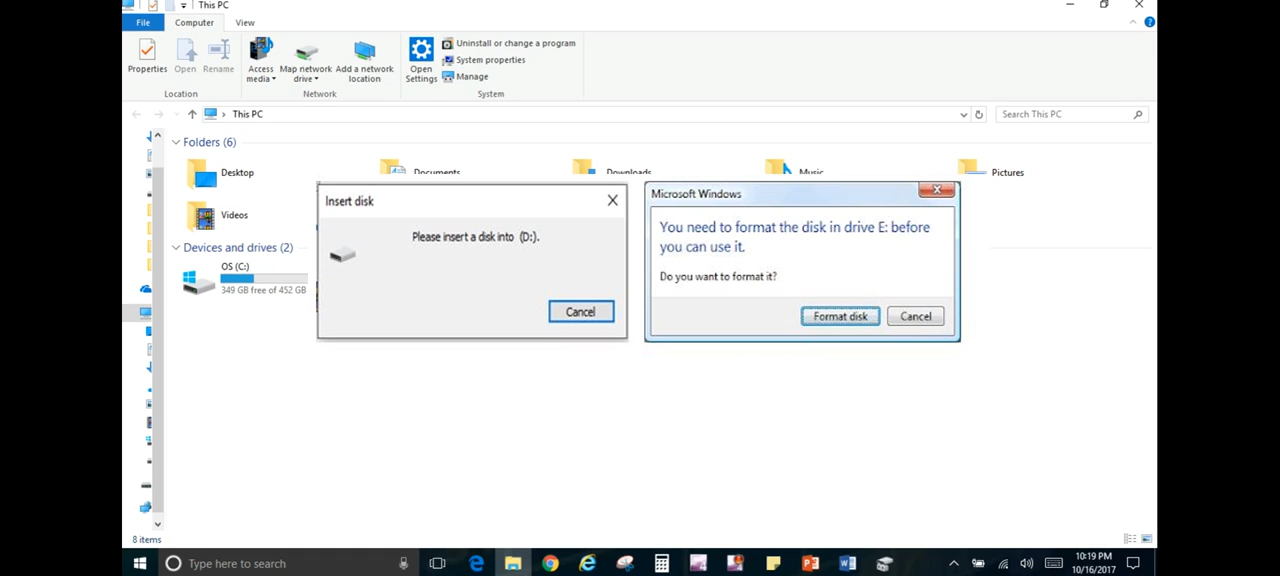 This PC
File Computer View
Properties Open Rename Access media Map network drive Add a network location Open Settings Uninstall or change a program
System properties
Manage
Location Network System
This PC Search This PC
Folders (6)
Desktop Documents Downloads Music Pictures
Videos
Devices and drives (2)
OS (C:)
349 GB free of 452 GB
Insert disk
Please insert a disk into (D:).
Cancel
Microsoft Windows
You need to format the disk in drive E: before
you can use it.
Do you want to format it?
Format disk Cancel
8 items
Type here to search
10:19 PM
10/16/2017